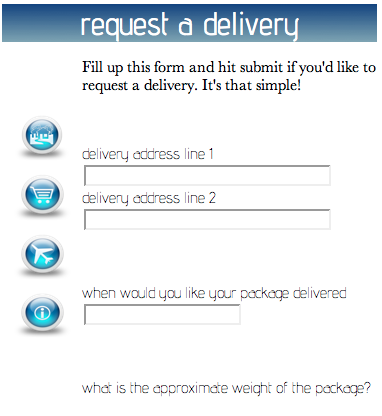 request a delivery
Fill up this form and hit submit if you'd like to
request a delivery. It's that simple!
delivery address line 1
delivery address line 2
when would you like your package delivered
what is the approximate weight of the package?